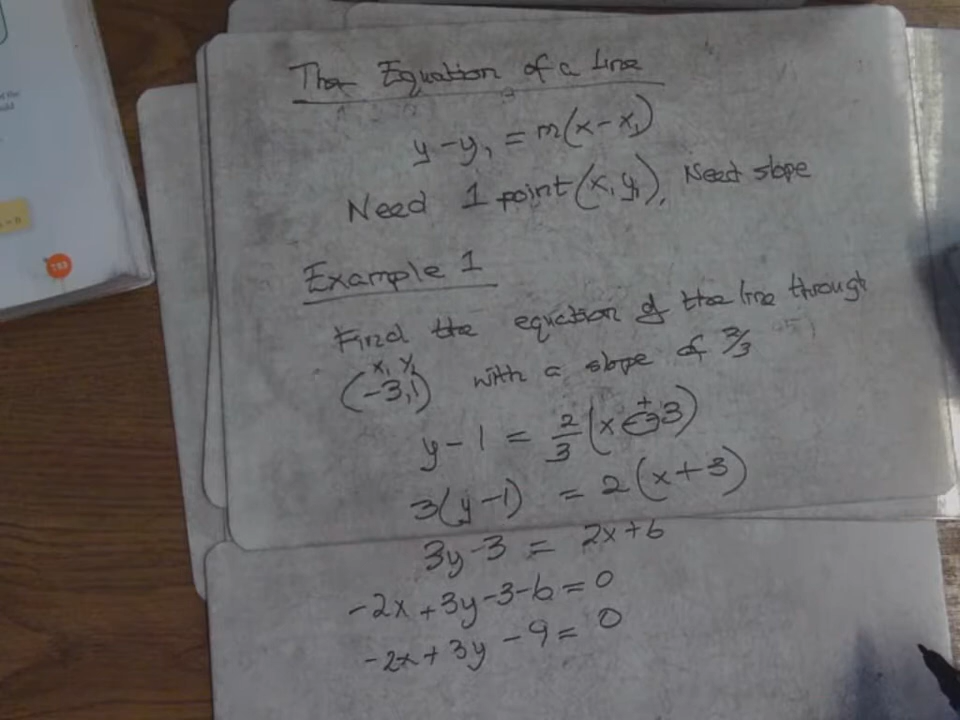 The Equation of a Line
y - y₁ = m(x - x₁)
Need 1 point (x₁ y₁), Need slope
Example 1
Find the equation of the line through
x₁ y₁
(-3, 1) with a slope of 2/3
y - 1 = 2/3 (x + 3)
3(y - 1) = 2(x + 3)
3y - 3 = 2x + 6
-2x + 3y - 3 - 6 = 0
-2x + 3y - 9 = 0